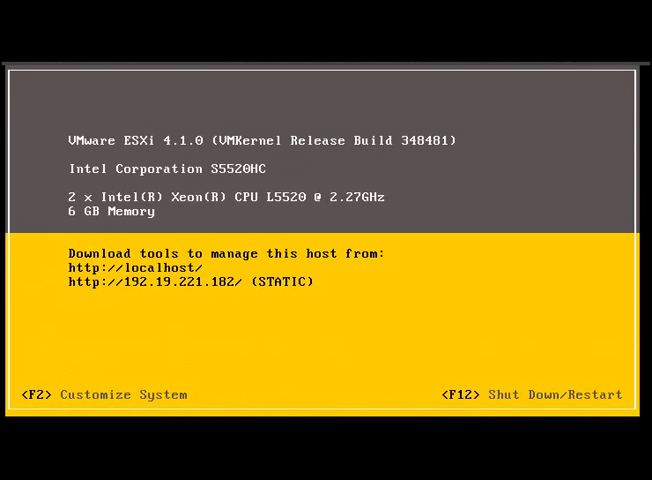 VMware ESXi 4.1.0 (VMKernel Release Build 348481)
Intel Corporation S5520HC
2 x Intel(R) Xeon(R) CPU L5520 @ 2.27GHz
6 GB Memory
Download tools to manage this host from:
http://localhost/
http://192.19.221.182/ (STATIC)
<F2> Customize System
<F12> Shut Down/Restart